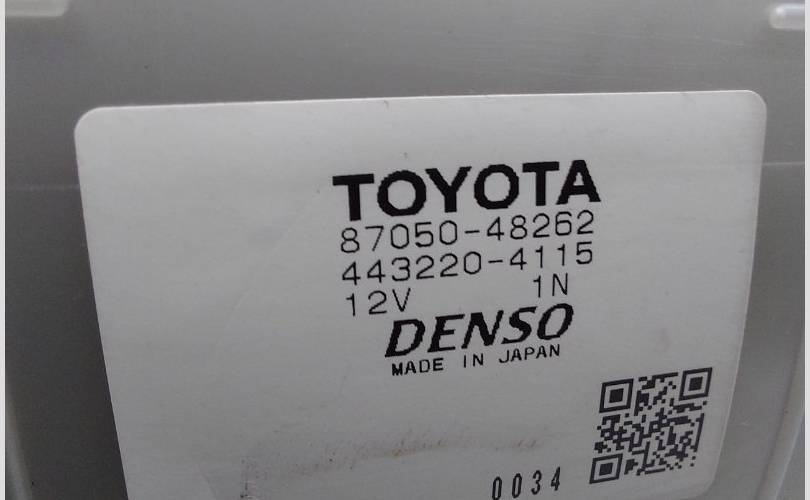 TOYOTA
87050-48262
443220-4115
12V 1N
DENSO
MADE IN JAPAN
0034